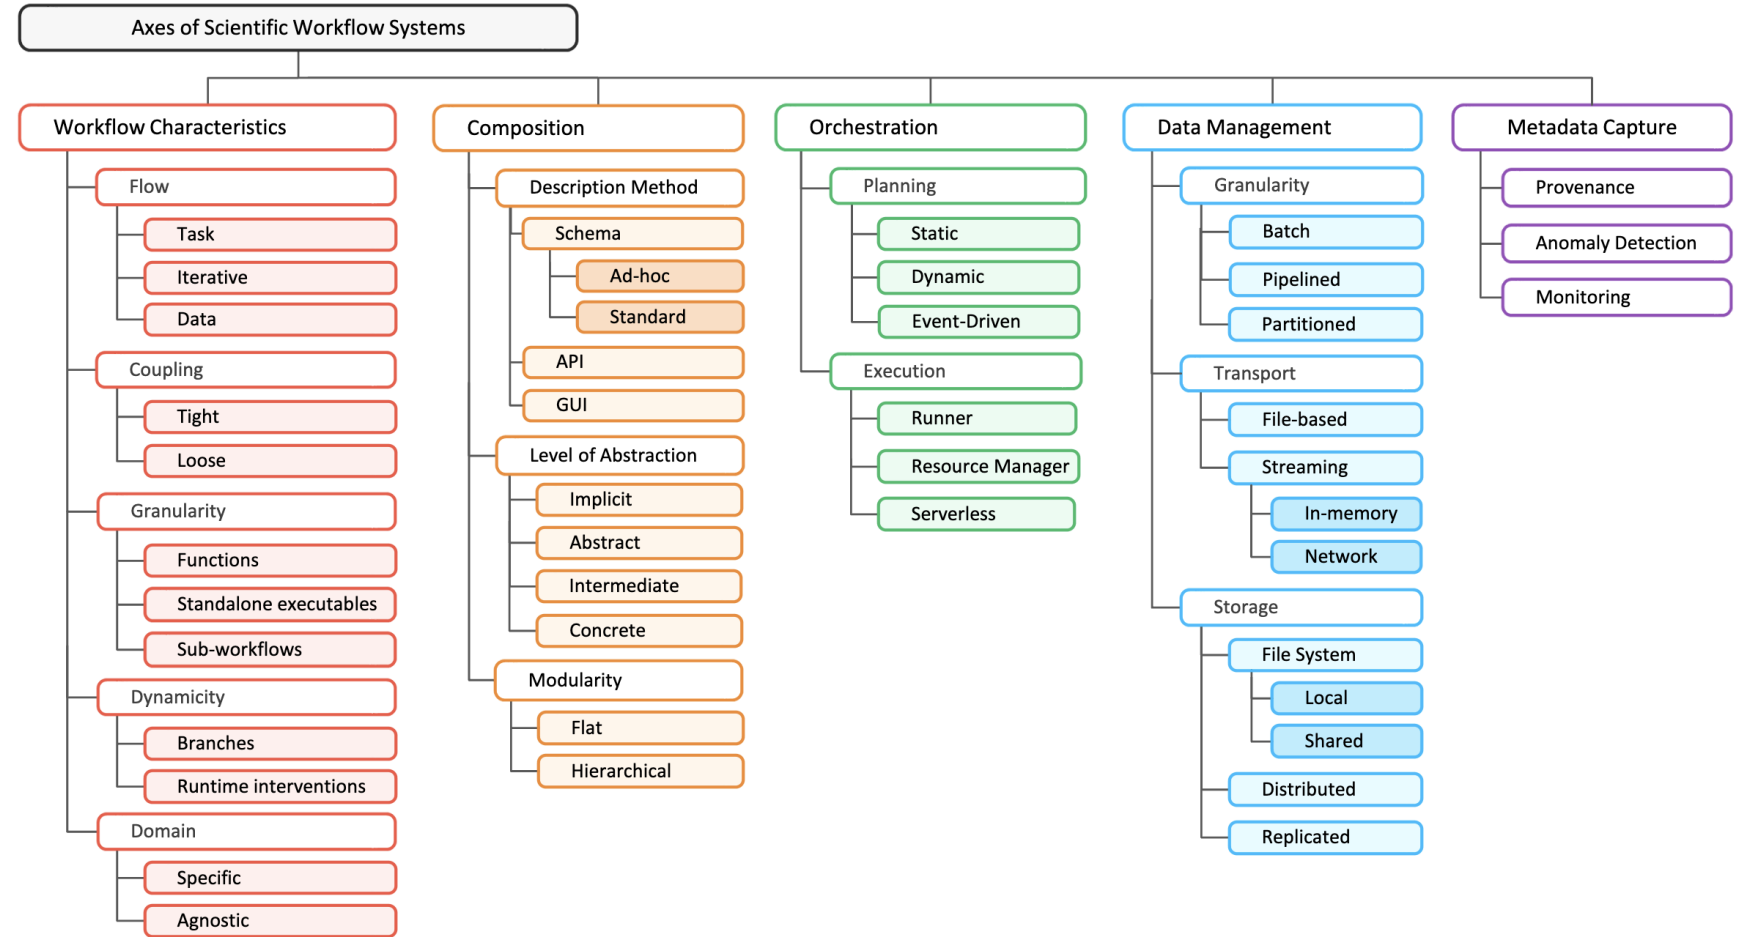 Axes of Scientific Workflow Systems
Workflow Characteristics
Flow
Task
Iterative
Data
Coupling
Tight
Loose
Granularity
Functions
Standalone executables
Sub-workflows
Dynamicity
Branches
Runtime interventions
Domain
Specific
Agnostic
Composition
Description Method
Schema
Ad-hoc
Standard
API
GUI
Level of Abstraction
Implicit
Abstract
Intermediate
Concrete
Modularity
Flat
Hierarchical
Orchestration
Planning
Static
Dynamic
Event-Driven
Execution
Runner
Resource Manager
Serverless
Data Management
Granularity
Batch
Pipelined
Partitioned
Transport
File-based
Streaming
In-memory
Network
Storage
File System
Local
Shared
Distributed
Replicated
Metadata Capture
Provenance
Anomaly Detection
Monitoring